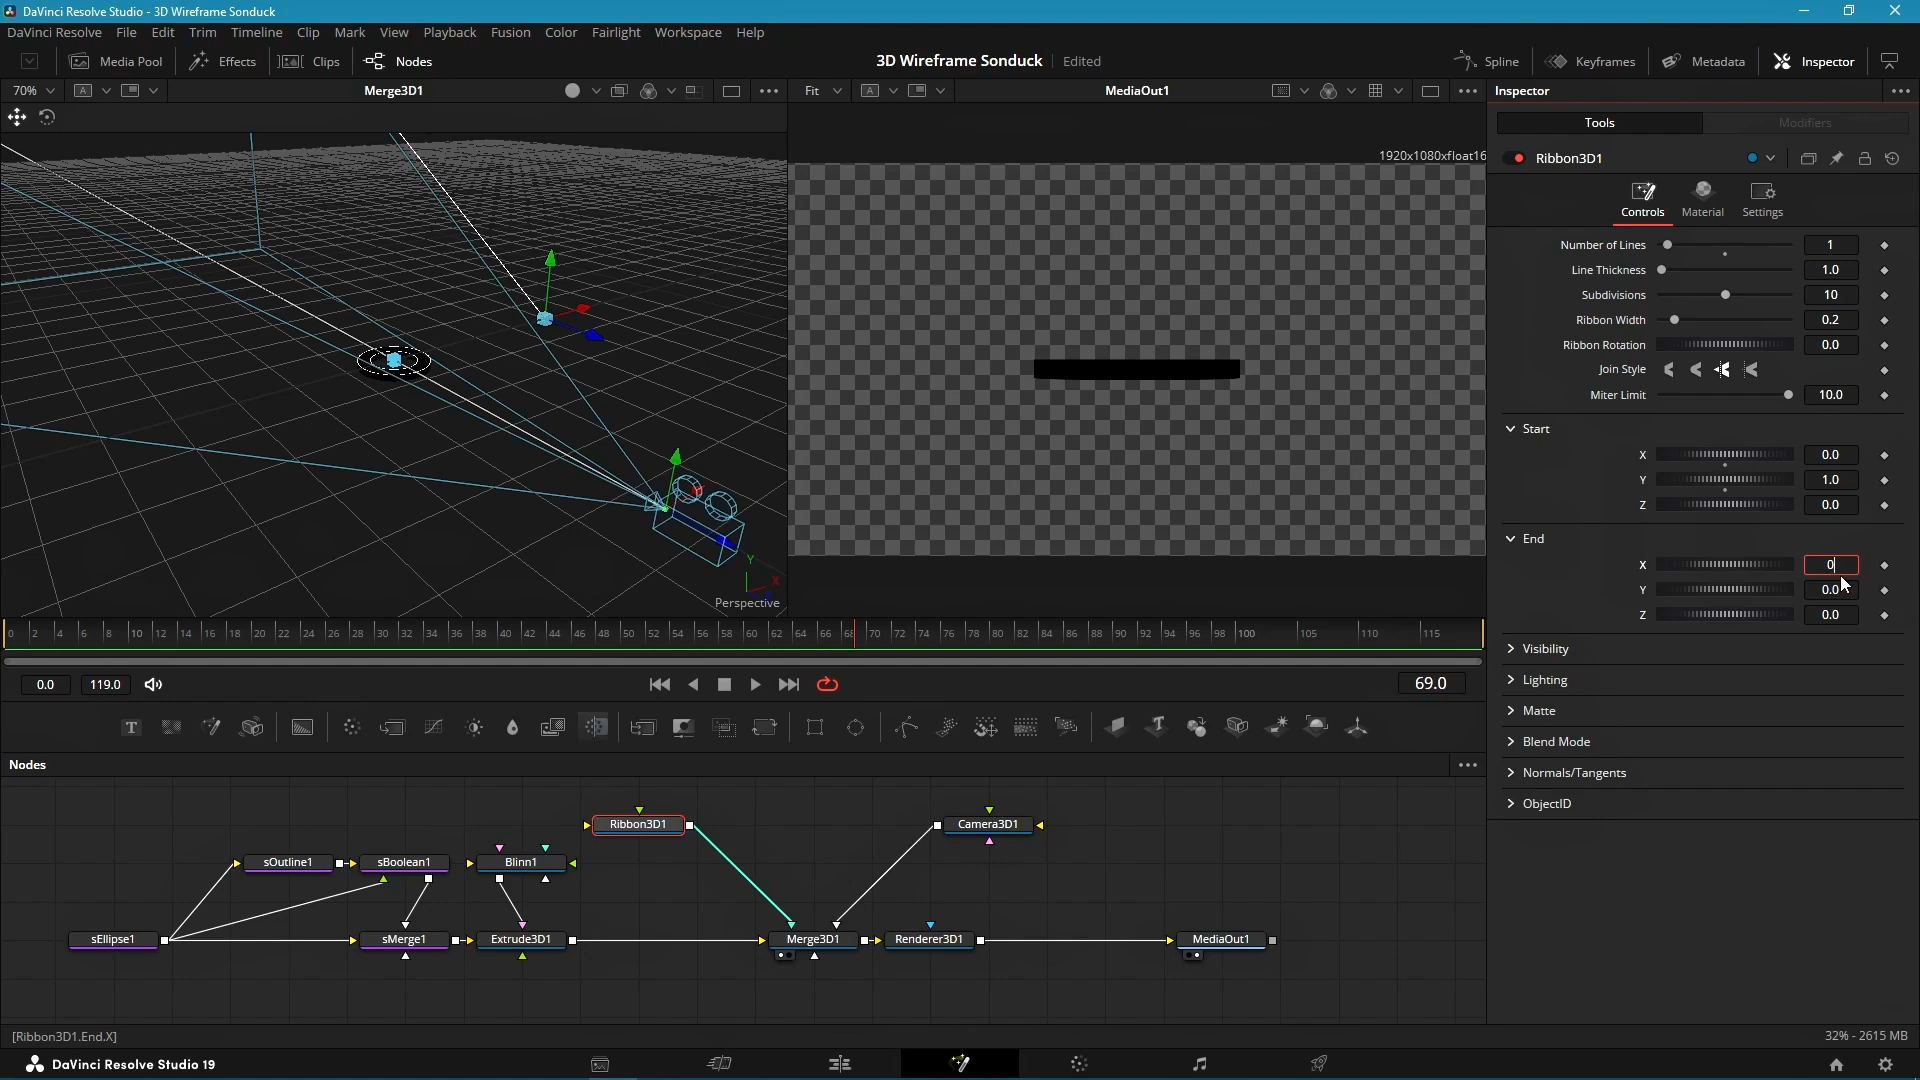 DaVinci Resolve Studio - 3D Wireframe Sonduck
DaVinci Resolve File Edit Trim Timeline Clip Mark View Playback Fusion Color Fairlight Workspace Help
Media Pool Effects Clips Nodes 3D Wireframe Sonduck Edited Spline Keyframes Metadata Inspector
70% A Merge3D1 Fit A MediaOut1 Inspector
Tools Modifiers
1920x1080xfloat16
Ribbon3D1
Controls Material Settings
Number of Lines 1
Line Thickness 1.0
Subdivisions 10
Ribbon Width 0.2
Ribbon Rotation 0.0
Join Style
Miter Limit 10.0
Start
X 0.0
Y 1.0
Z 0.0
End
X 0
Y 0.0
Z 0.0
Y
X
Perspective
0 2 4 6 8 10 12 14 16 18 20 22 24 26 28 30 32 34 36 38 40 42 44 46 48 50 52 54 56 58 60 62 64 66 68 70 72 74 76 78 80 82 84 86 88 90 92 94 96 98 100 105 110 115
Visibility
Lighting
Matte
Blend Mode
Normals/Tangents
ObjectID
0.0 119.0 69.0
T T
Nodes
Ribbon3D1 Camera3D1
sOutline1 sBoolean1 Blinn1
sEllipse1 sMerge1 Extrude3D1 Merge3D1 Renderer3D1 MediaOut1
[Ribbon3D1.End.X] 32% - 2615 MB
DaVinci Resolve Studio 19